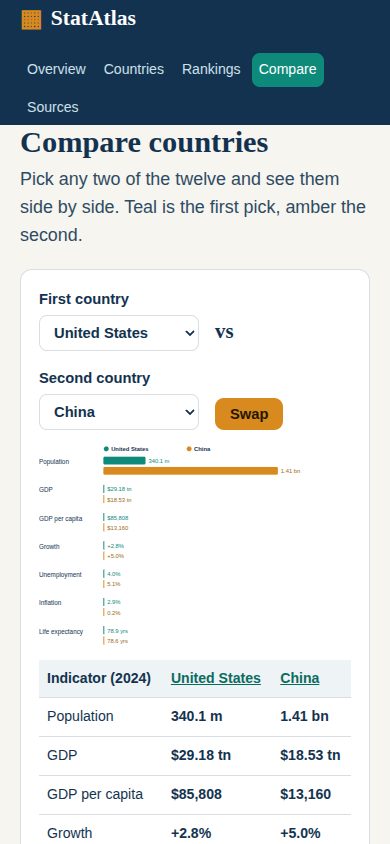 StatAtlas
Overview Countries Rankings Compare
Sources
Compare countries
Pick any two of the twelve and see them
side by side. Teal is the first pick, amber the
second.
First country
United States vs
Second country
China Swap
United States China
Population 340.1 m
1.41 bn
GDP $29.18 tn
$18.53 tn
GDP per capita $85,808
$13,160
Growth +2.8%
+5.0%
Unemployment 4.0%
5.1%
Inflation 2.9%
0.2%
Life expectancy 78.9 yrs
78.6 yrs
Indicator (2024) United States China
Population 340.1 m 1.41 bn
GDP $29.18 tn $18.53 tn
GDP per capita $85,808 $13,160
Growth +2.8% +5.0%